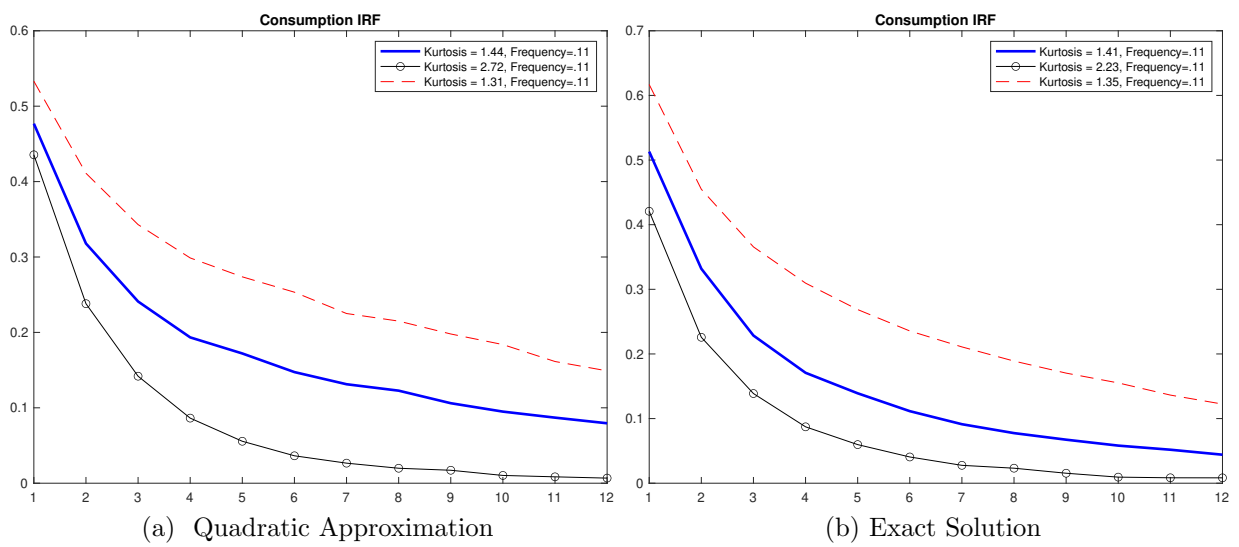 Consumption IRF
0.6
0.5
0.4
0.3
0.2
0.1
0
1 2 3 4 5 6 7 8 9 10 11 12
Kurtosis = 1.44, Frequency=.11
Kurtosis = 2.72, Frequency=.11
Kurtosis = 1.31, Frequency=.11
(a) Quadratic Approximation
Consumption IRF
0.7
0.6
0.5
0.4
0.3
0.2
0.1
0
1 2 3 4 5 6 7 8 9 10 11 12
Kurtosis = 1.41, Frequency=.11
Kurtosis = 2.23, Frequency=.11
Kurtosis = 1.35, Frequency=.11
(b) Exact Solution